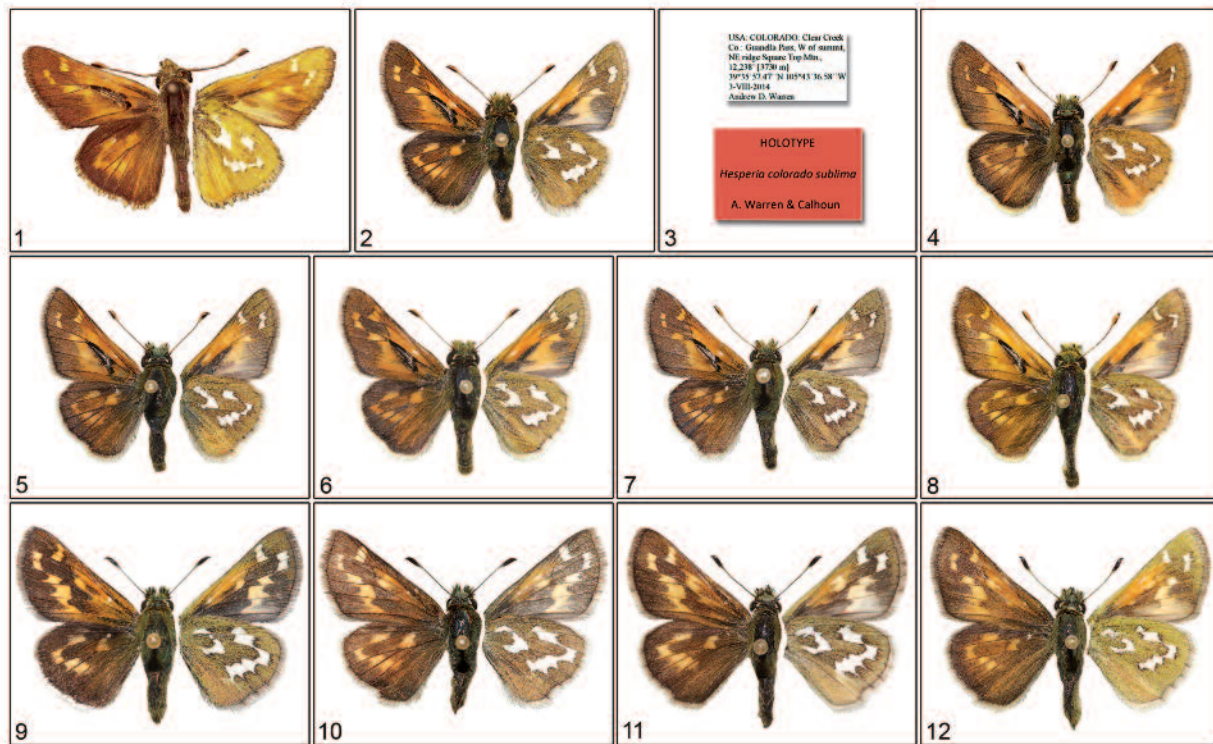 1
2
USA: COLORADO: Clear Creek
Co.: Guanella Pass, W of summit,
NE ridge Square Top Mtn.,
12,238' [3730 m]
39°35'57.47"N 105°43'36.58"W
3-VIII-2014
Andrew D. Warren
HOLOTYPE
Hesperia colorado sublima
A. Warren & Calhoun
3
4
5
6
7
8
9
10
11
12